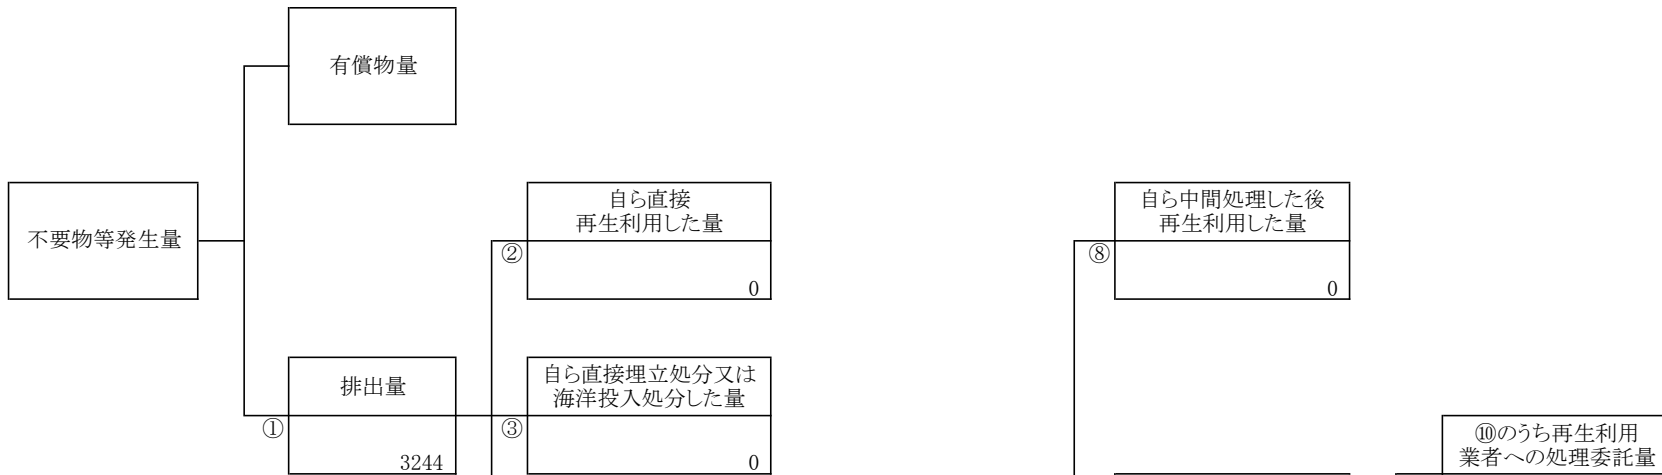 有償物量
不要物等発生量
自ら直接
再生利用した量
②
0
自ら中間処理した後
再生利用した量
⑧
0
排出量
①
3244
自ら直接埋立処分又は
海洋投入処分した量
③
0
⑩のうち再生利用
業者への処理委託量